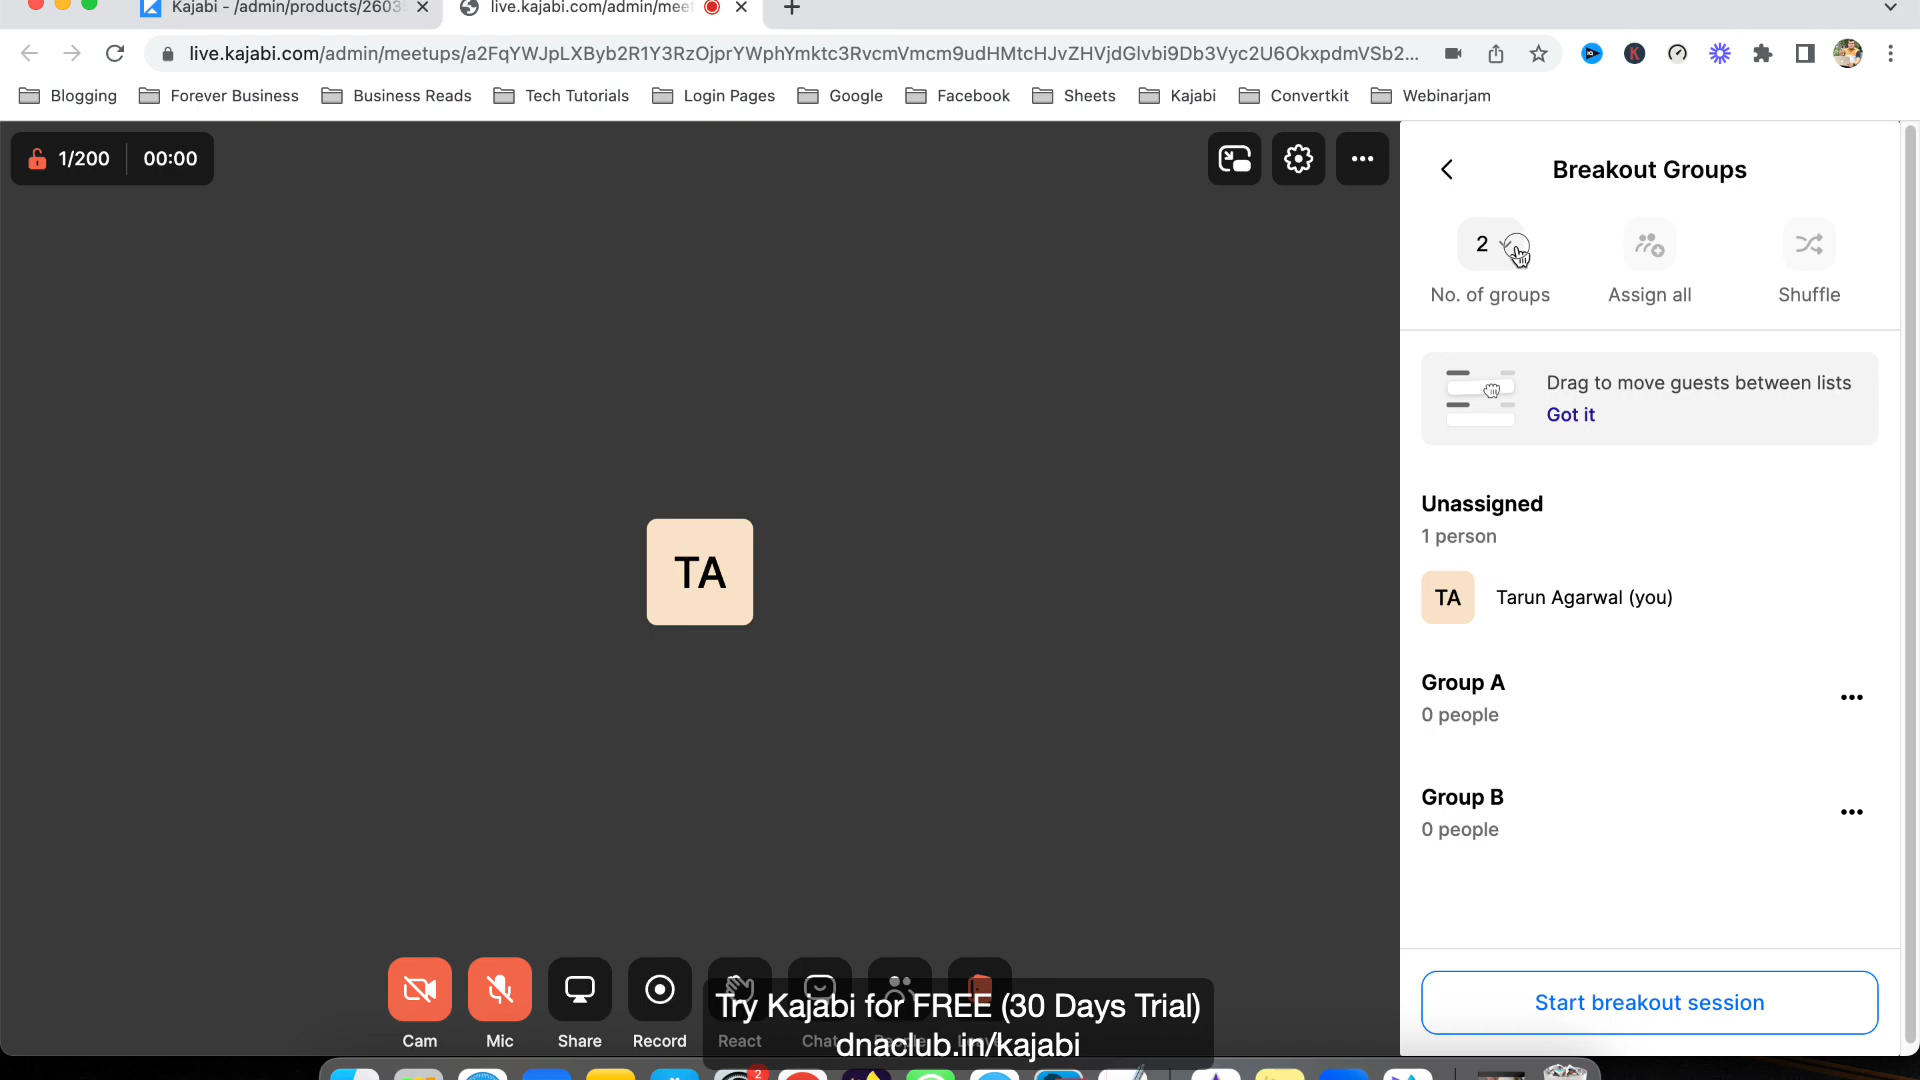 Kajabi - /admin/products/2603
live.kajabi.com/admin/meet
live.kajabi.com/admin/meetups/a2FqYWJpLXByb2R1Y3RzOjprYWphYmktc3RvcmVmcm9udHMtcHJvZHVjdGlvbi9Db3Vyc2U6OkxpdmVSb2...
Blogging
Forever Business
Business Reads
Tech Tutorials
Login Pages
Google
Facebook
Sheets
Kajabi
Convertkit
Webinarjam
1/200
00:00
Breakout Groups
2
No. of groups
Assign all
Shuffle
Drag to move guests between lists
Got it
Unassigned
1 person
TA
TA
Tarun Agarwal (you)
Group A
0 people
Group B
0 people
Start breakout session
Cam
Mic
Share
Record
React
Chat
Try Kajabi for FREE (30 Days Trial)
dnaclub.in/kajabi
2